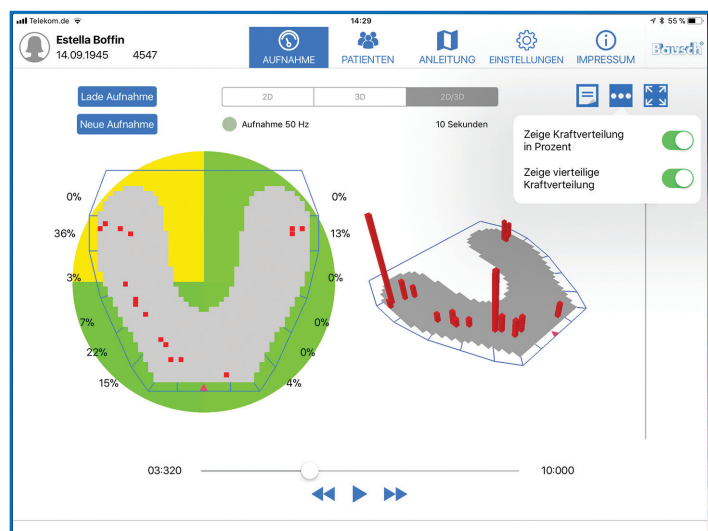 Telekom.de
14:29
55 %
Estella Boffin
14.09.1945 4547
AUFNAHME
PATIENTEN
ANLEITUNG
EINSTELLUNGEN
IMPRESSUM
Bausch
Lade Aufnahme
2D
3D
2D/3D
Neue Aufnahme
Aufnahme 50 Hz
10 Sekunden
Zeige Kraftverteilung
in Prozent
Zeige vierteilige
Kraftverteilung
0%
0%
36%
13%
3%
0%
7%
0%
22%
0%
15%
4%
03:320
10:000